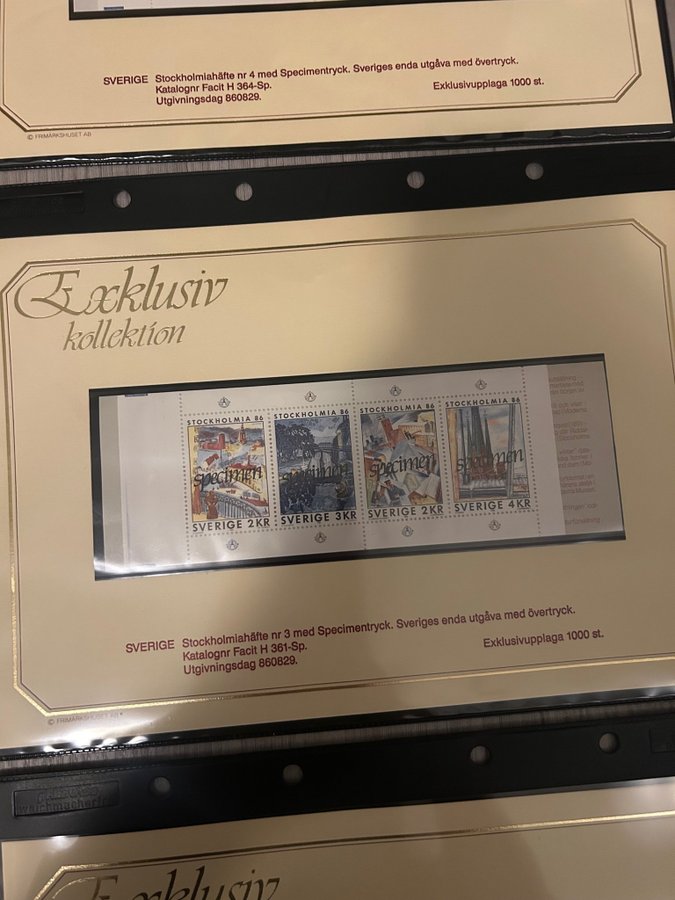 SVERIGE Stockholmiahäfte nr 4 med Specimentryck. Sveriges enda utgåva med övertryck.
Katalognr Facit H 364-Sp.
Exklusivupplaga 1000 st.
Utgivningsdag 860829.
© FRIMÄRKSHUSET AB
Exklusiv
kollektion
STOCKHOLMIA 86 STOCKHOLMIA 86 STOCKHOLMIA 86 STOCKHOLMIA 86
specimen specimen specimen specimen
SVERIGE 2KR SVERIGE 3KR SVERIGE 2KR SVERIGE 4KR
SVERIGE Stockholmiahäfte nr 3 med Specimentryck. Sveriges enda utgåva med övertryck.
Katalognr Facit H 361-Sp.
Exklusivupplaga 1000 st.
Utgivningsdag 860829.
© FRIMÄRKSHUSET AB
Exklusiv